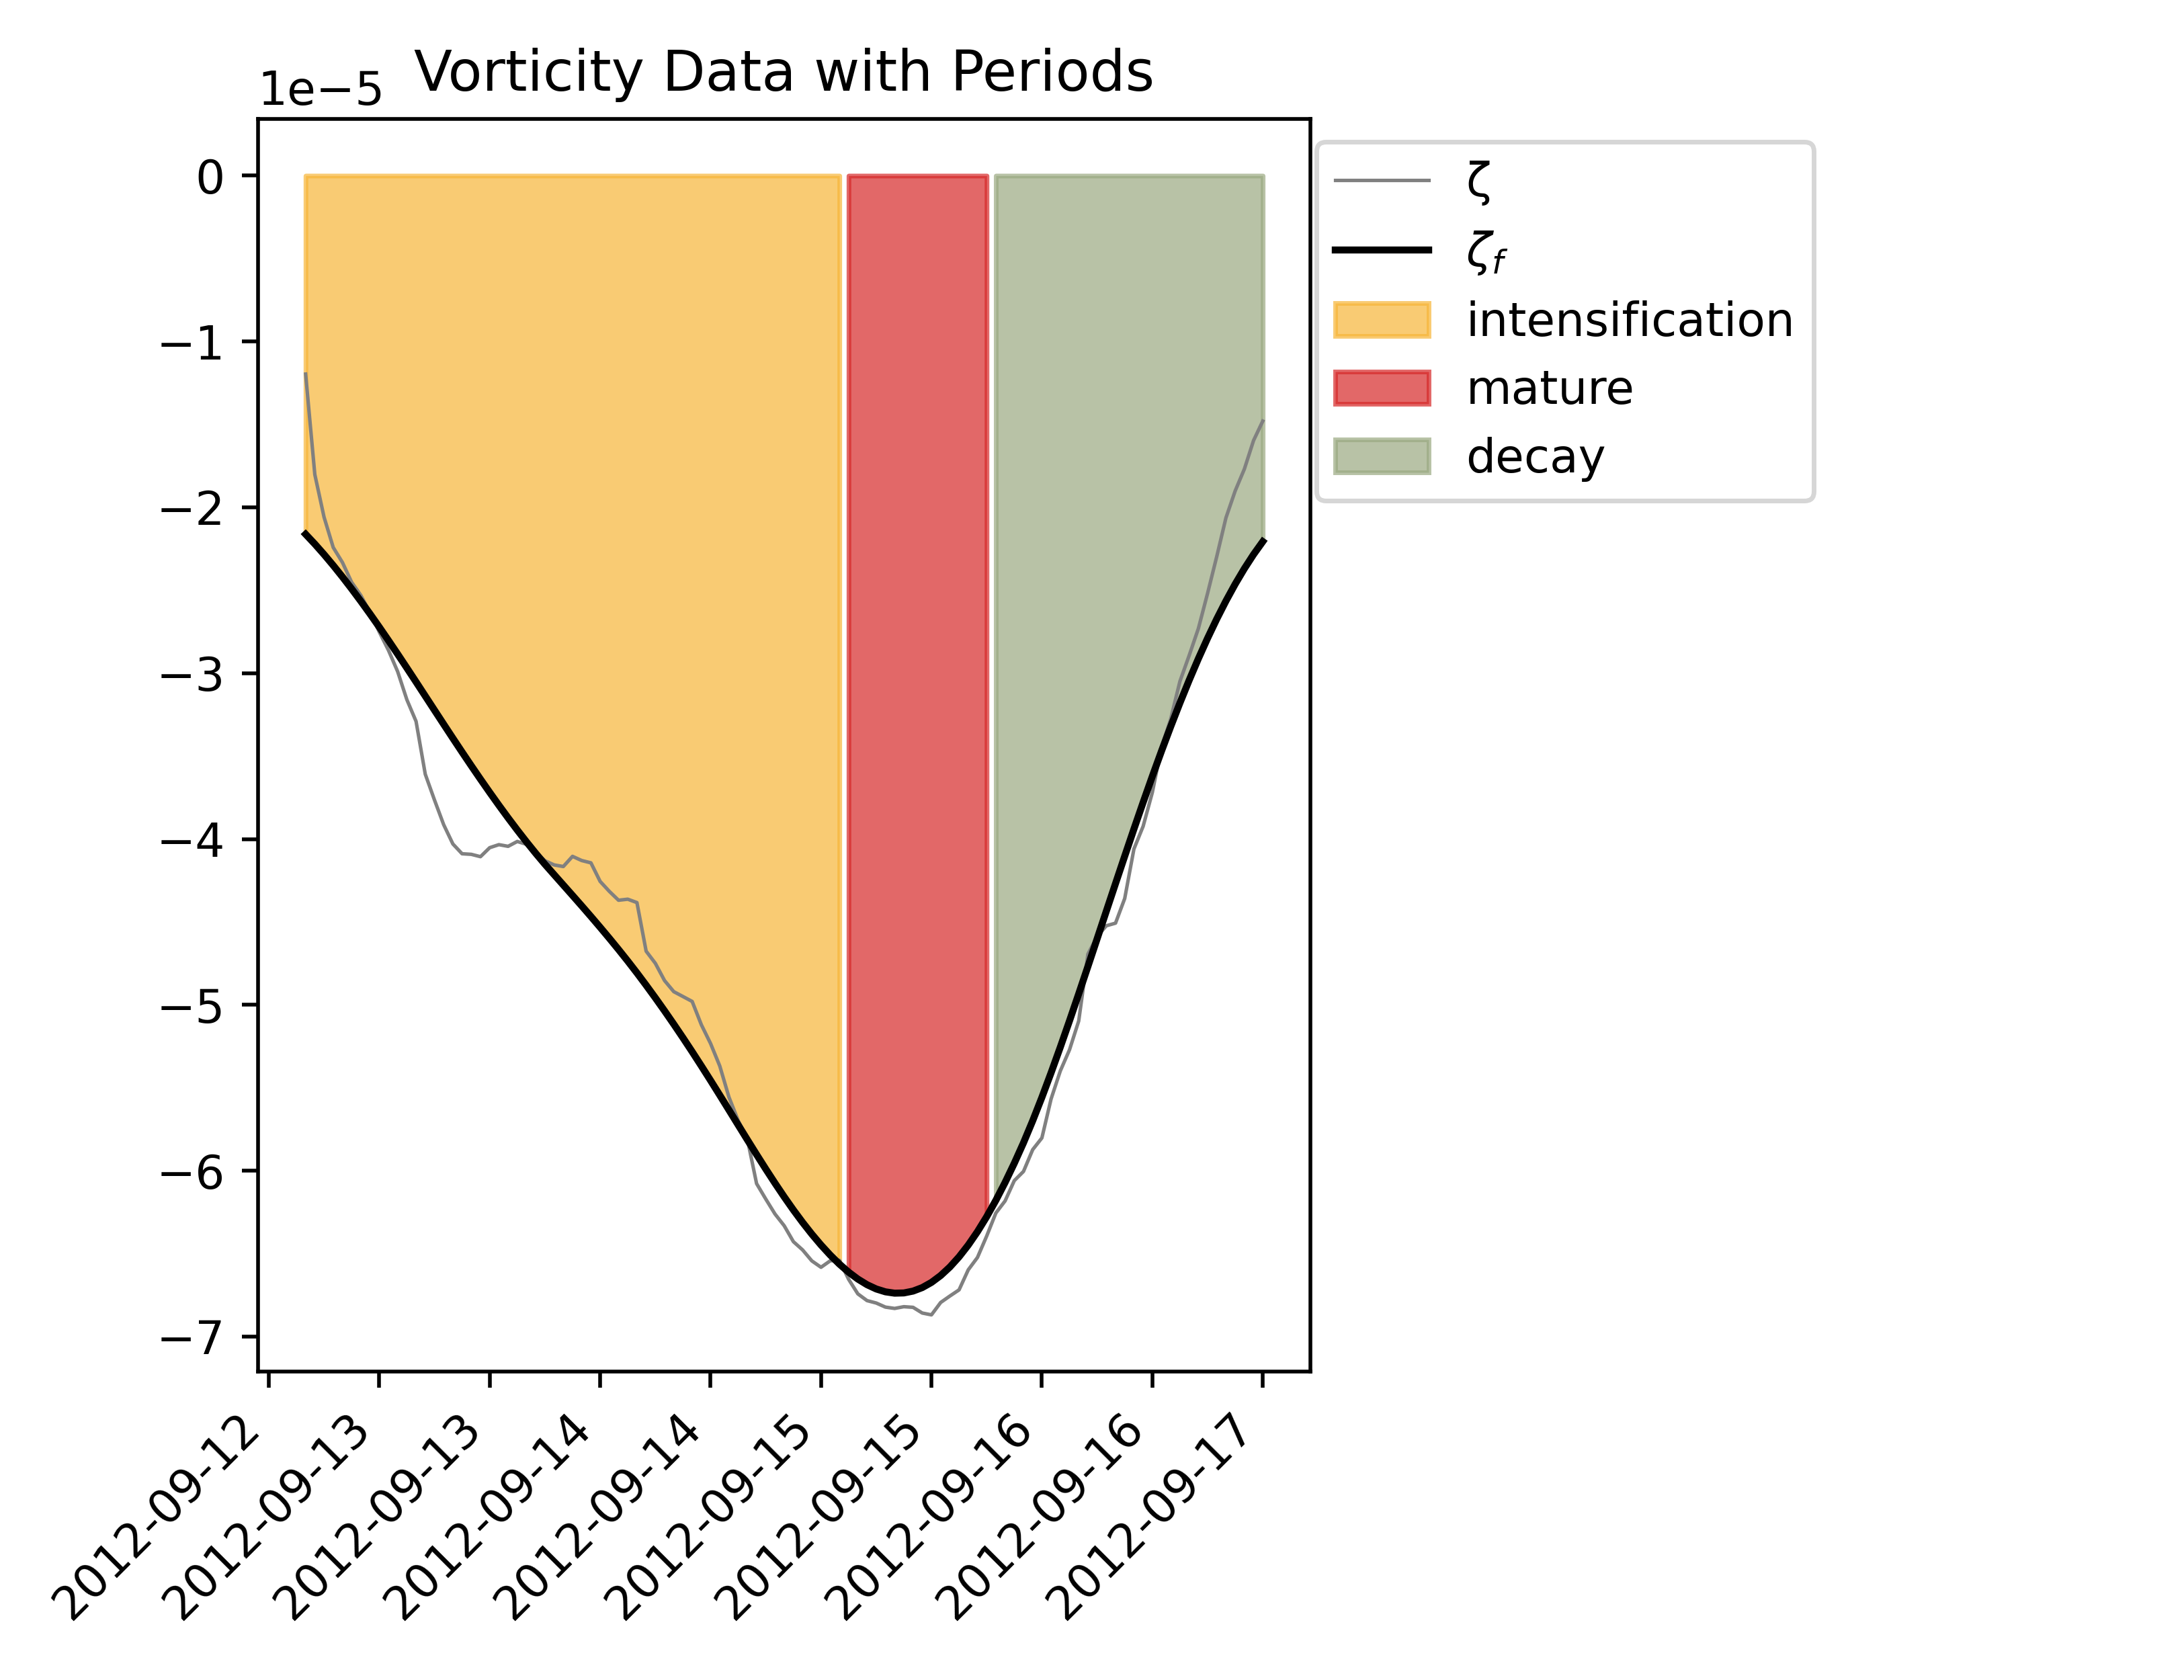 Vorticity Data with Periods
1e−5
0
−1
−2
−3
−4
−5
−6
−7
2012-09-12
2012-09-13
2012-09-13
2012-09-14
2012-09-14
2012-09-15
2012-09-15
2012-09-16
2012-09-16
2012-09-17
ζ
ζf
intensification
mature
decay